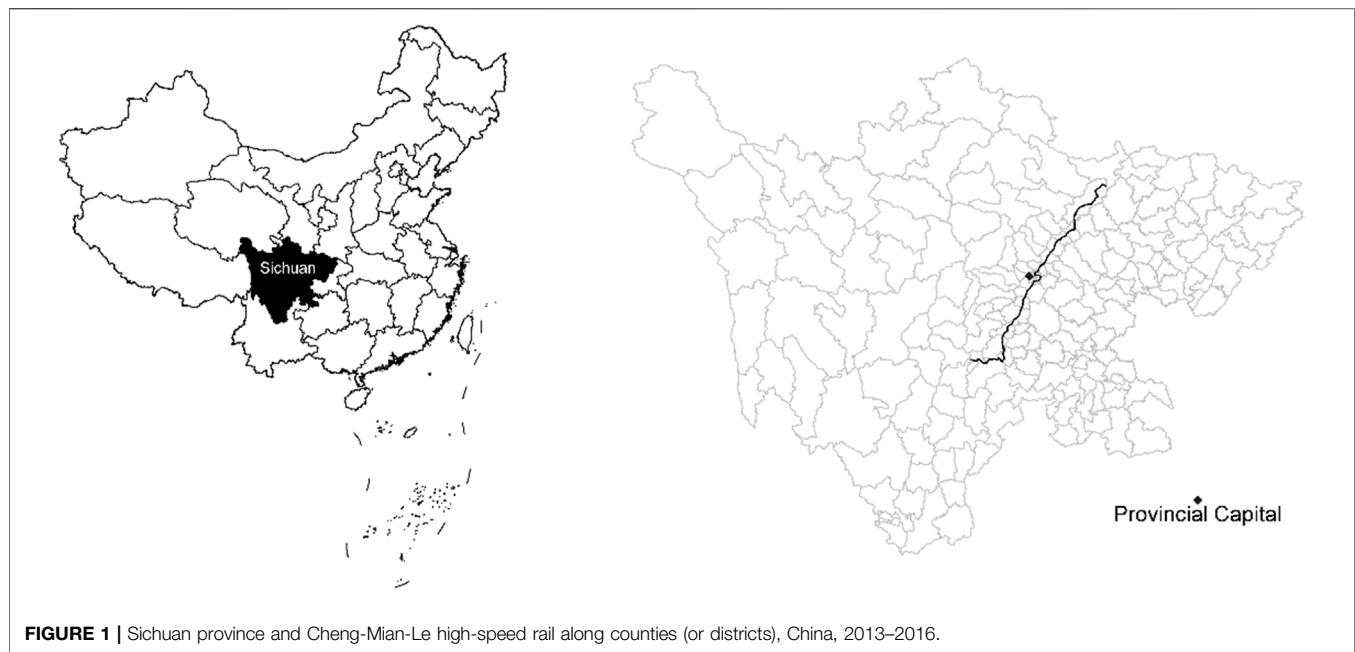 Sichuan
Provincial Capital
FIGURE 1 | Sichuan province and Cheng-Mian-Le high-speed rail along counties (or districts), China, 2013–2016.